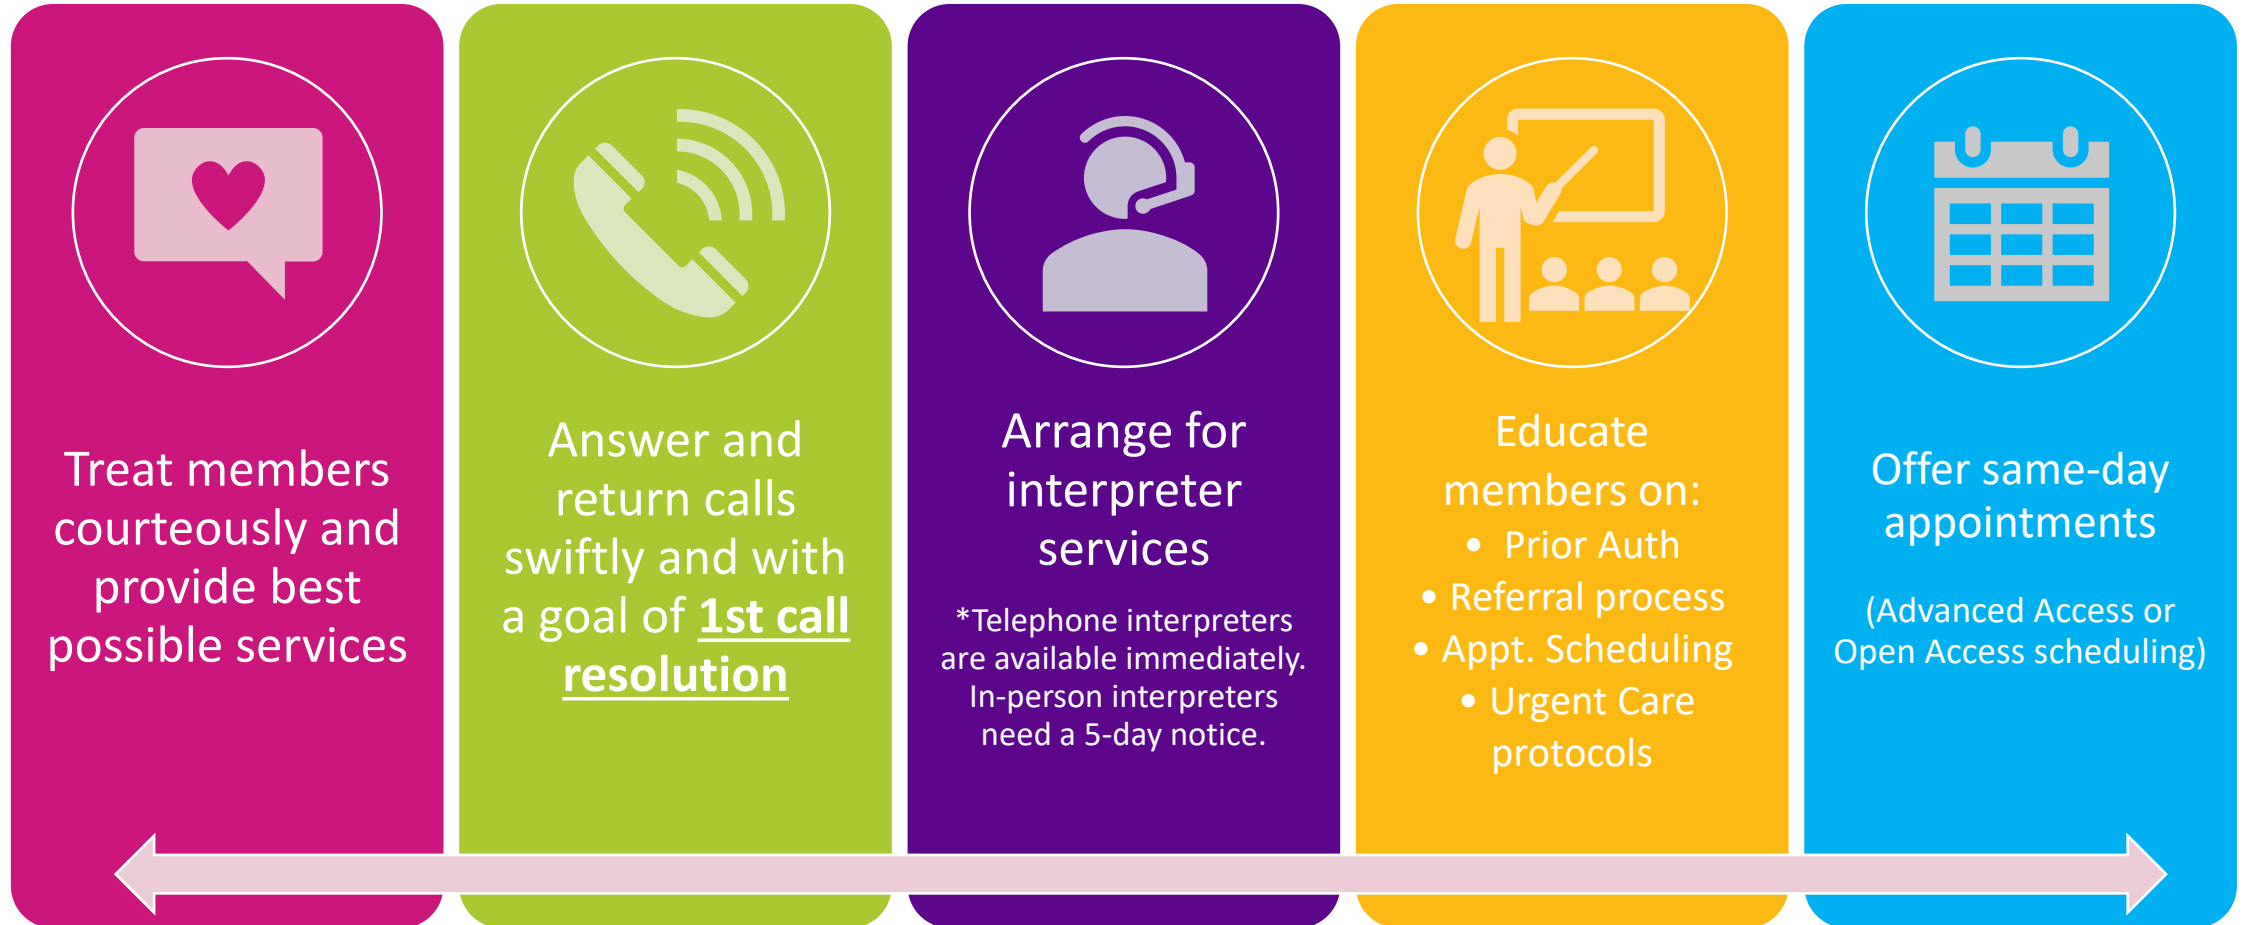 Treat members
courteously and
provide best
possible services
Answer and
return calls
swiftly and with
a goal of 1st call
resolution
Arrange for
interpreter
services
*Telephone interpreters
are available immediately.
In-person interpreters
need a 5-day notice.
Educate
members on:
• Prior Auth
• Referral process
• Appt. Scheduling
• Urgent Care
protocols
Offer same-day
appointments
(Advanced Access or
Open Access scheduling)